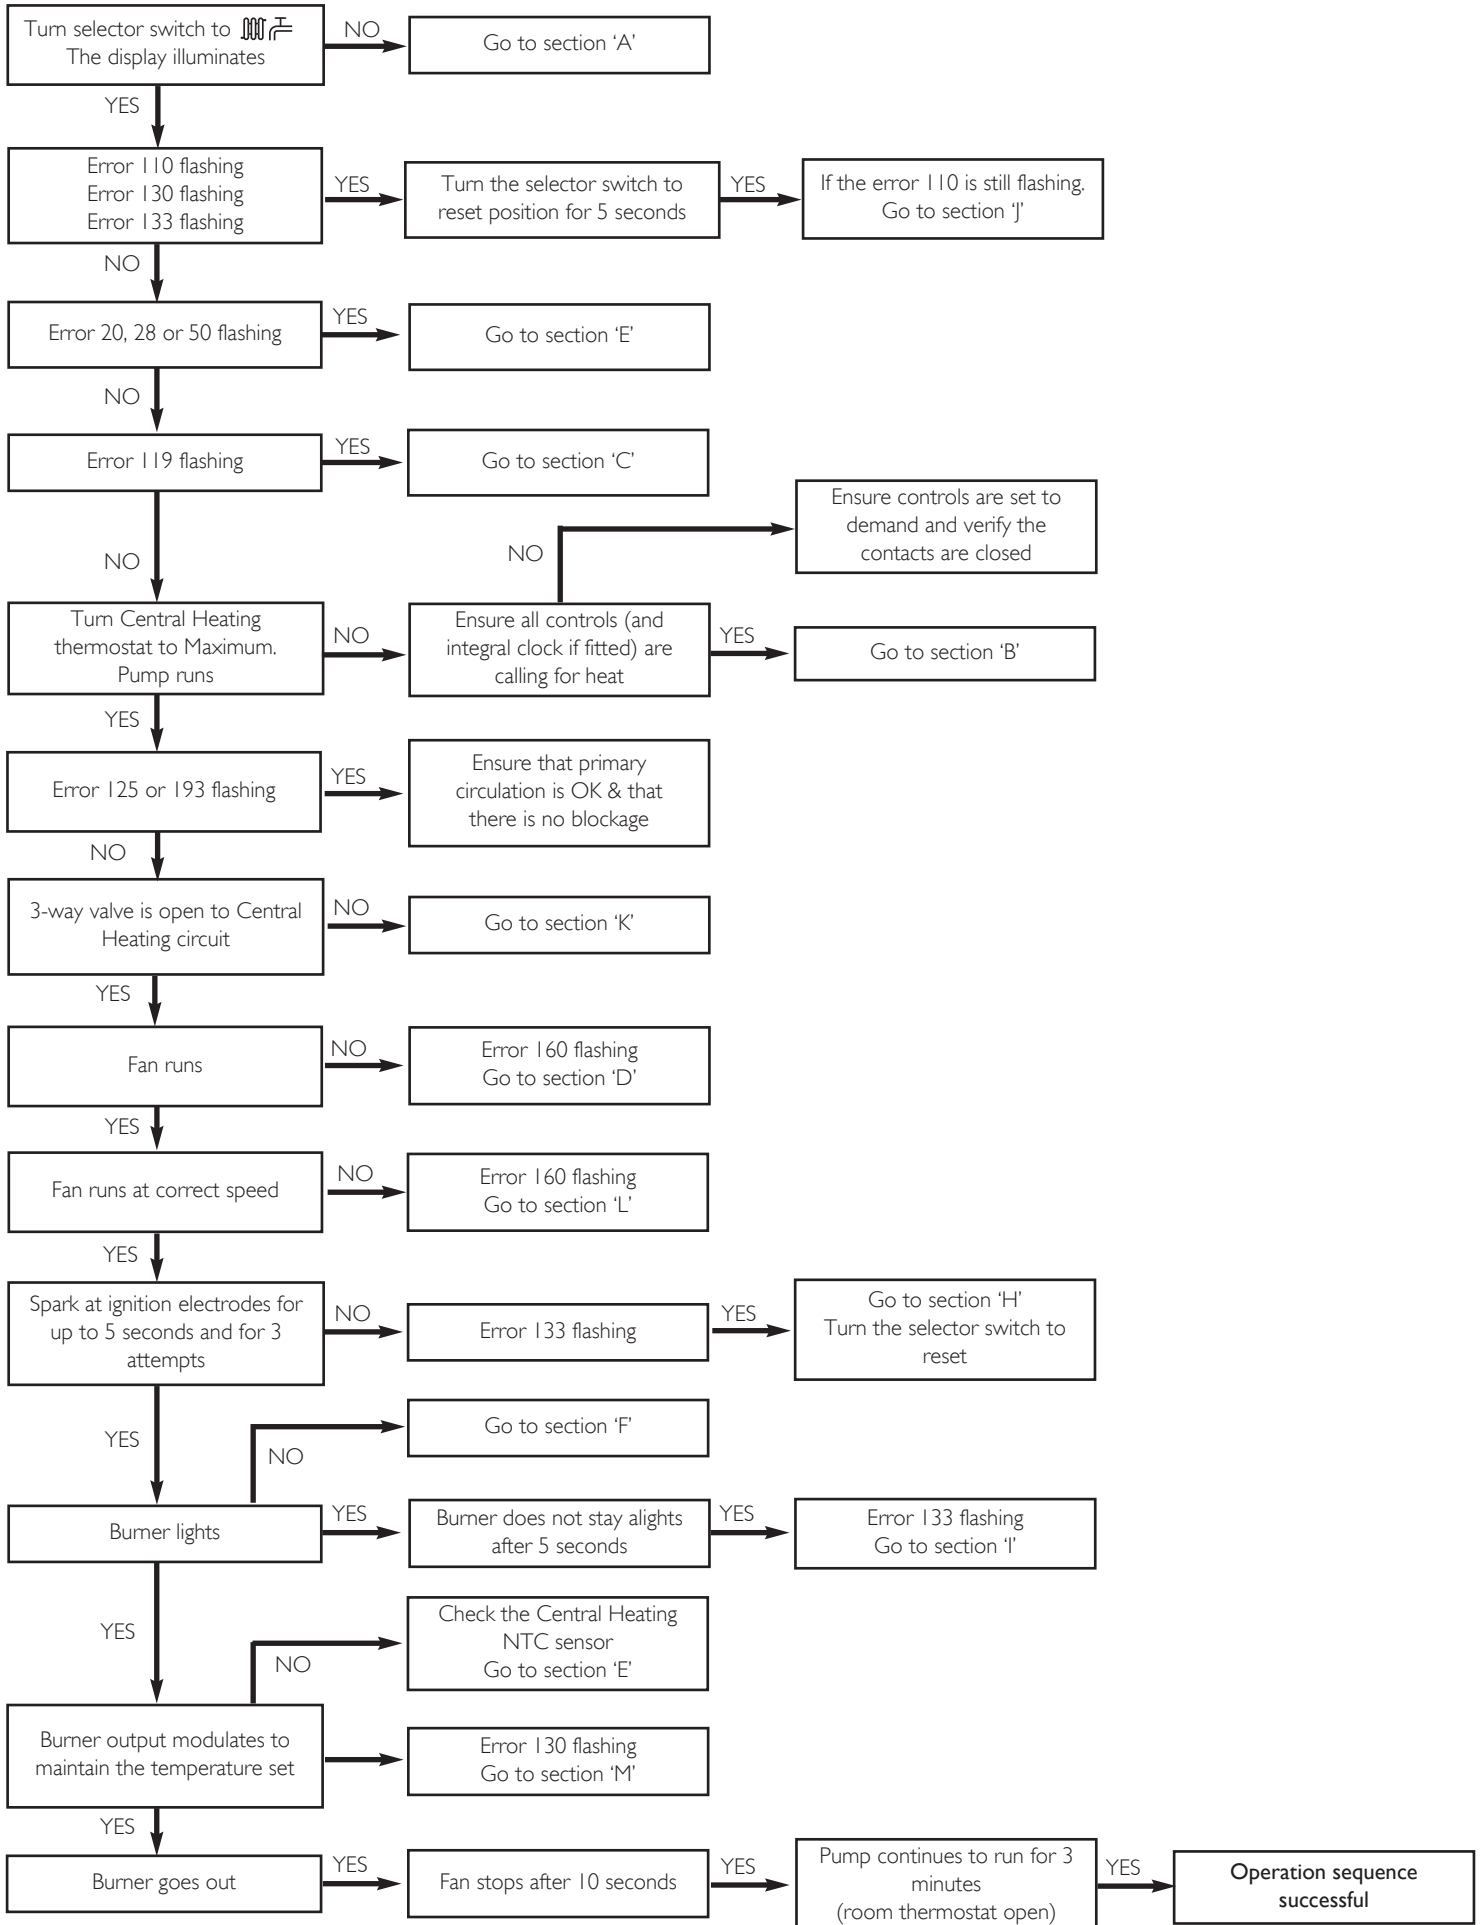 Turn selector switch to
The display illuminates
NO
Go to section ‘A’
YES
Error 110 flashing
Error 130 flashing
Error 133 flashing
YES
Turn the selector switch to
reset position for 5 seconds
YES
If the error 110 is still flashing.
Go to section ‘J’
NO
Error 20, 28 or 50 flashing
YES
Go to section ‘E’
NO
Error 119 flashing
YES
Go to section ‘C’
NO
Turn Central Heating
thermostat to Maximum.
Pump runs
NO
Ensure all controls (and
integral clock if fitted) are
calling for heat
NO
Ensure controls are set to
demand and verify the
contacts are closed
YES
Go to section ‘B’
YES
Error 125 or 193 flashing
YES
Ensure that primary
circulation is OK & that
there is no blockage
NO
3-way valve is open to Central
Heating circuit
NO
Go to section ‘K’
YES
Fan runs
NO
Error 160 flashing
Go to section ‘D’
YES
Fan runs at correct speed
NO
Error 160 flashing
Go to section ‘L’
YES
Spark at ignition electrodes for
up to 5 seconds and for 3
attempts
NO
Error 133 flashing
YES
Go to section ‘H’
Turn the selector switch to
reset
YES
Go to section ‘F’
NO
Burner lights
YES
Burner does not stay alights
after 5 seconds
YES
Error 133 flashing
Go to section ‘I’
YES
Check the Central Heating
NTC sensor
Go to section ‘E’
NO
Burner output modulates to
maintain the temperature set
Error 130 flashing
Go to section ‘M’
YES
Burner goes out
YES
Fan stops after 10 seconds
YES
Pump continues to run for 3
minutes
(room thermostat open)
YES
Operation sequence
successful